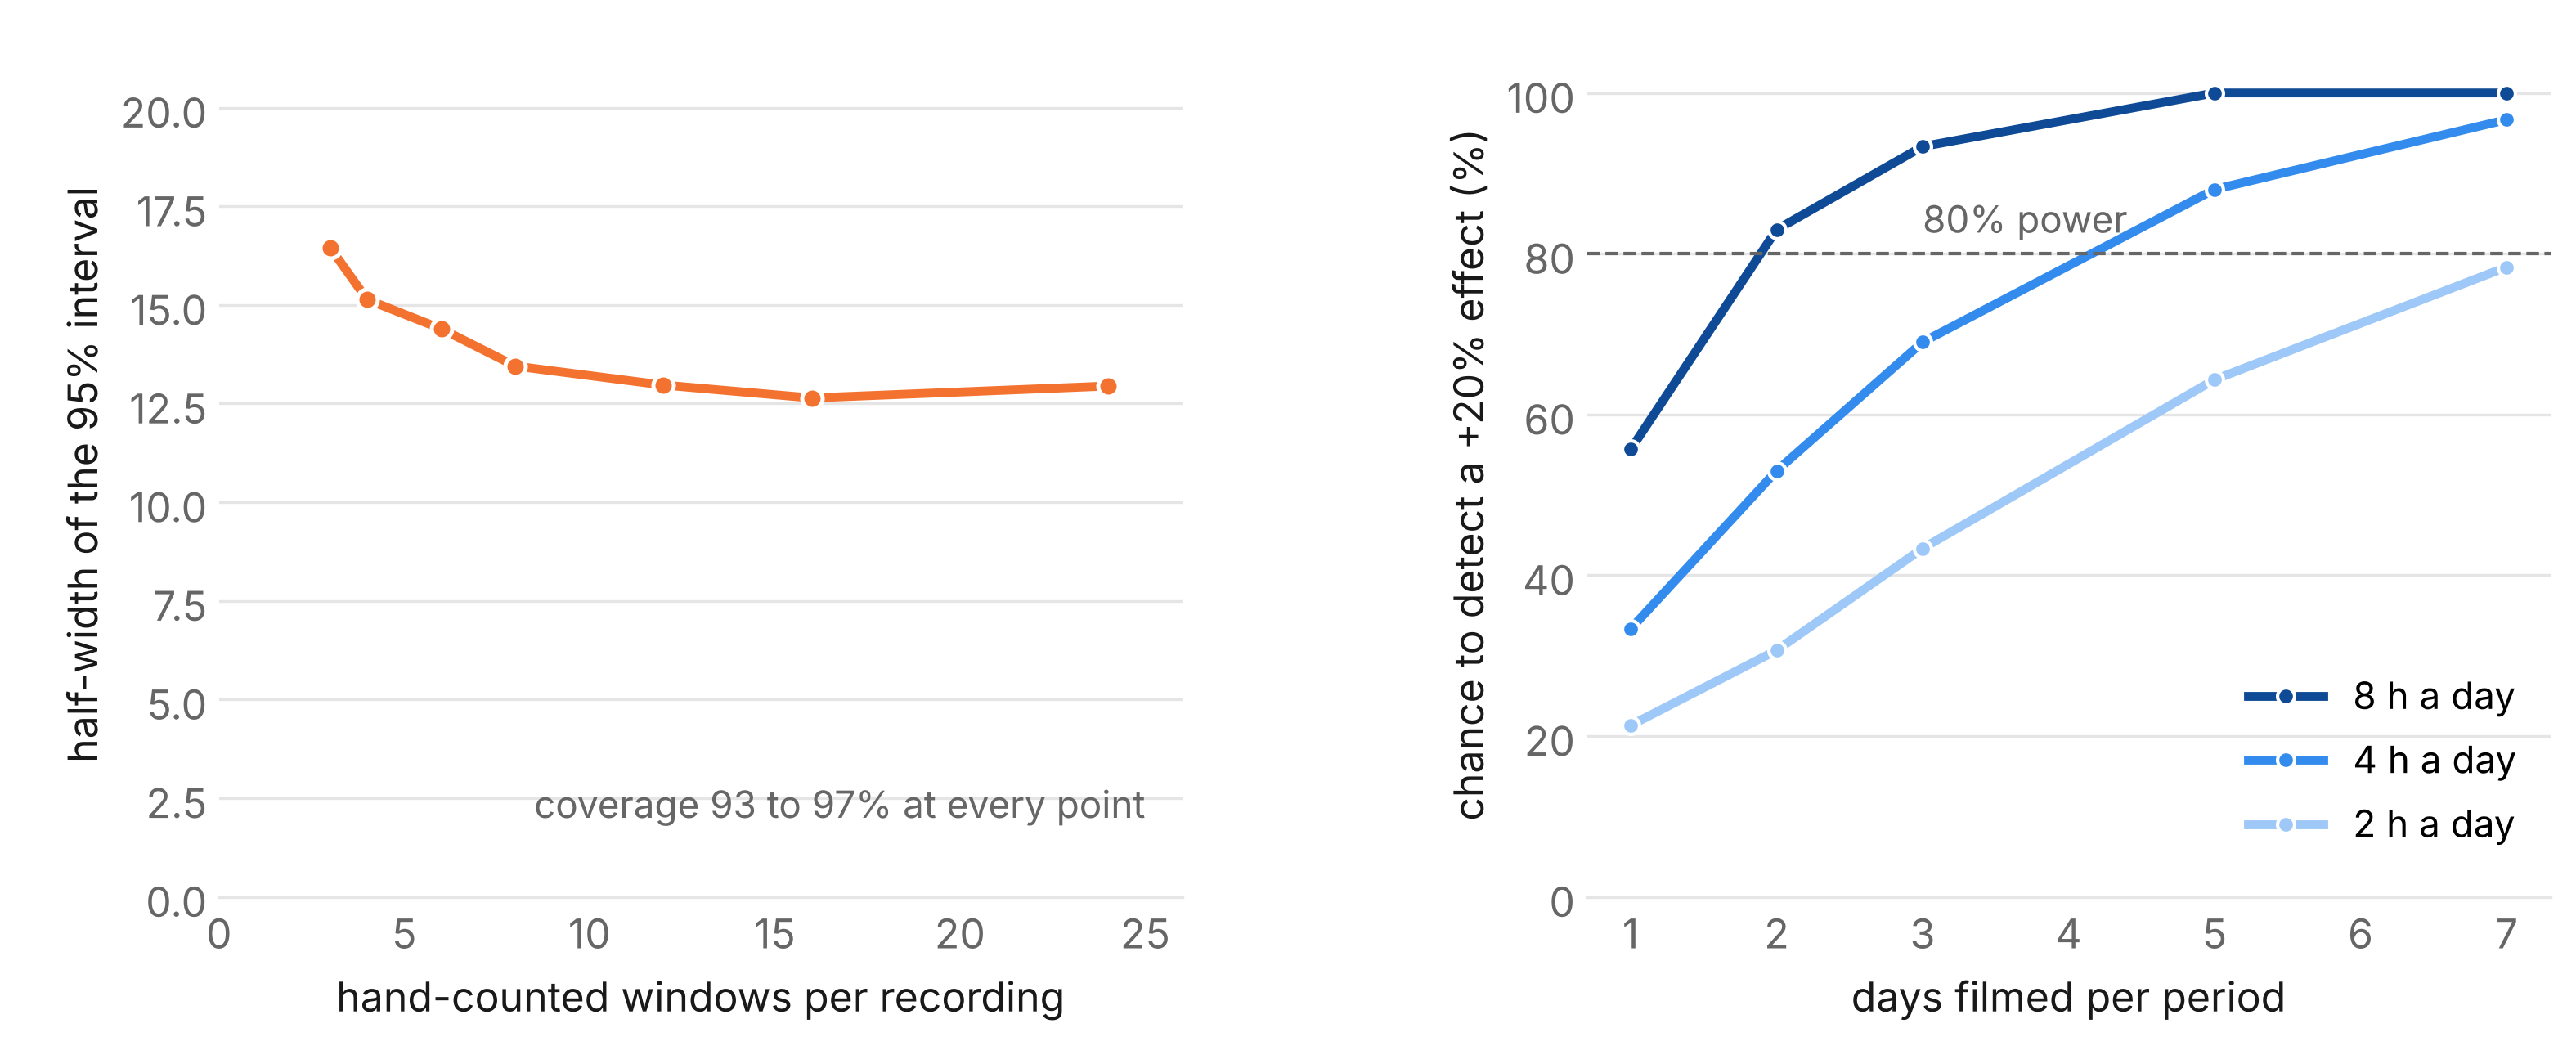 half-width of the 95% interval
20.0
17.5
15.0
12.5
10.0
7.5
5.0
2.5
0.0
coverage 93 to 97% at every point
0 5 10 15 20 25
hand-counted windows per recording
chance to detect a +20% effect (%)
100
80
60
40
20
0
80% power
8 h a day
4 h a day
2 h a day
1 2 3 4 5 6 7
days filmed per period